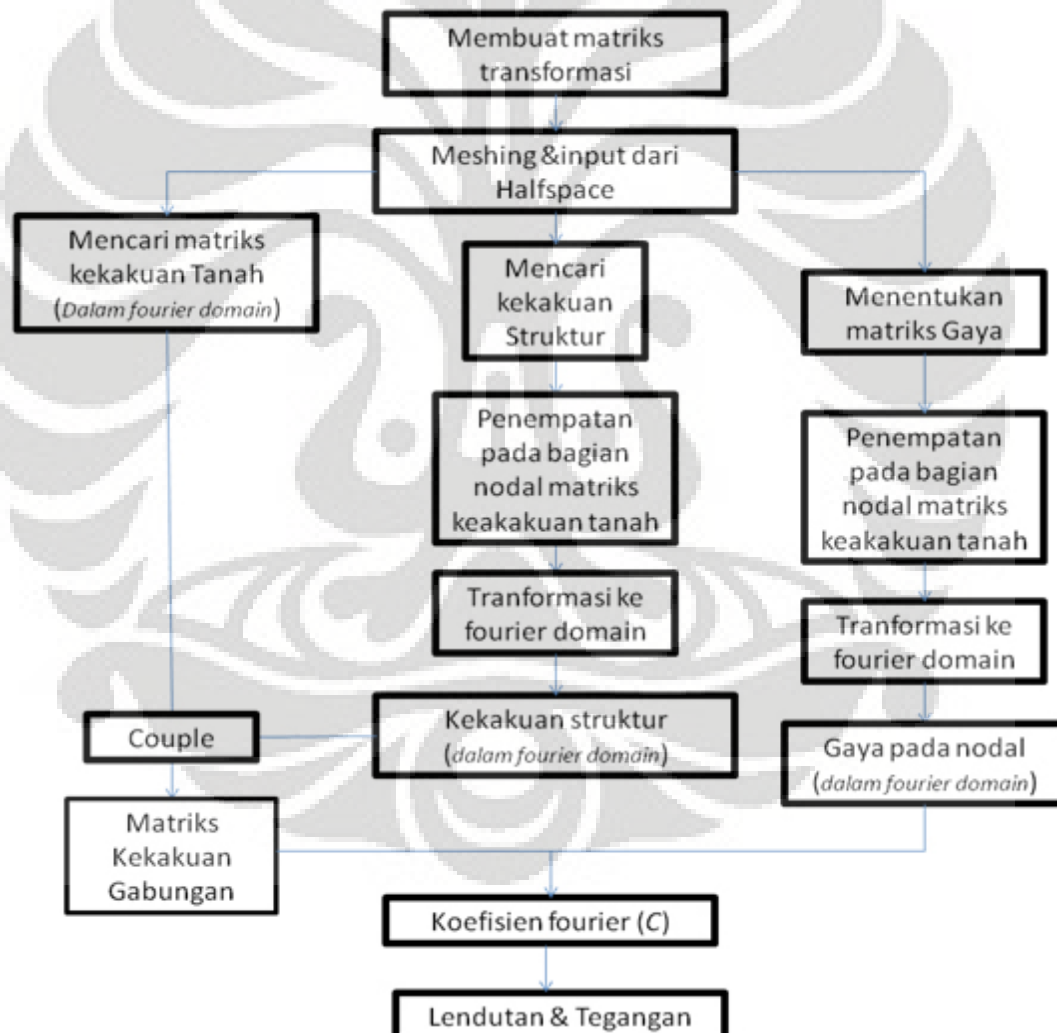 Membuat matriks
transformasi
Meshing &input dari
Halfspace
Mencari matriks
kekakuan Tanah
(Dalam fourier domain)
Mencari
kekakuan
Struktur
Menentukan
matriks Gaya
Penempatan
pada bagian
nodal matriks
keakakuan tanah
Penempatan
pada bagian
nodal matriks
keakakuan tanah
Tranformasi ke
fourier domain
Tranformasi ke
fourier domain
Couple
Kekakuan struktur
(dalam fourier domain)
Gaya pada nodal
(dalam fourier domain)
Matriks
Kekakuan
Gabungan
Koefisien fourier (C)
Lendutan & Tegangan